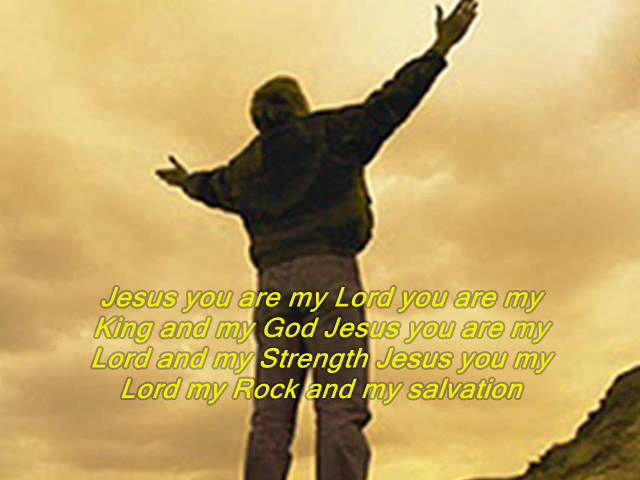 Jesus you are my Lord you are my
King and my God Jesus you are my
Lord and my Strength Jesus you my
Lord my Rock and my salvation